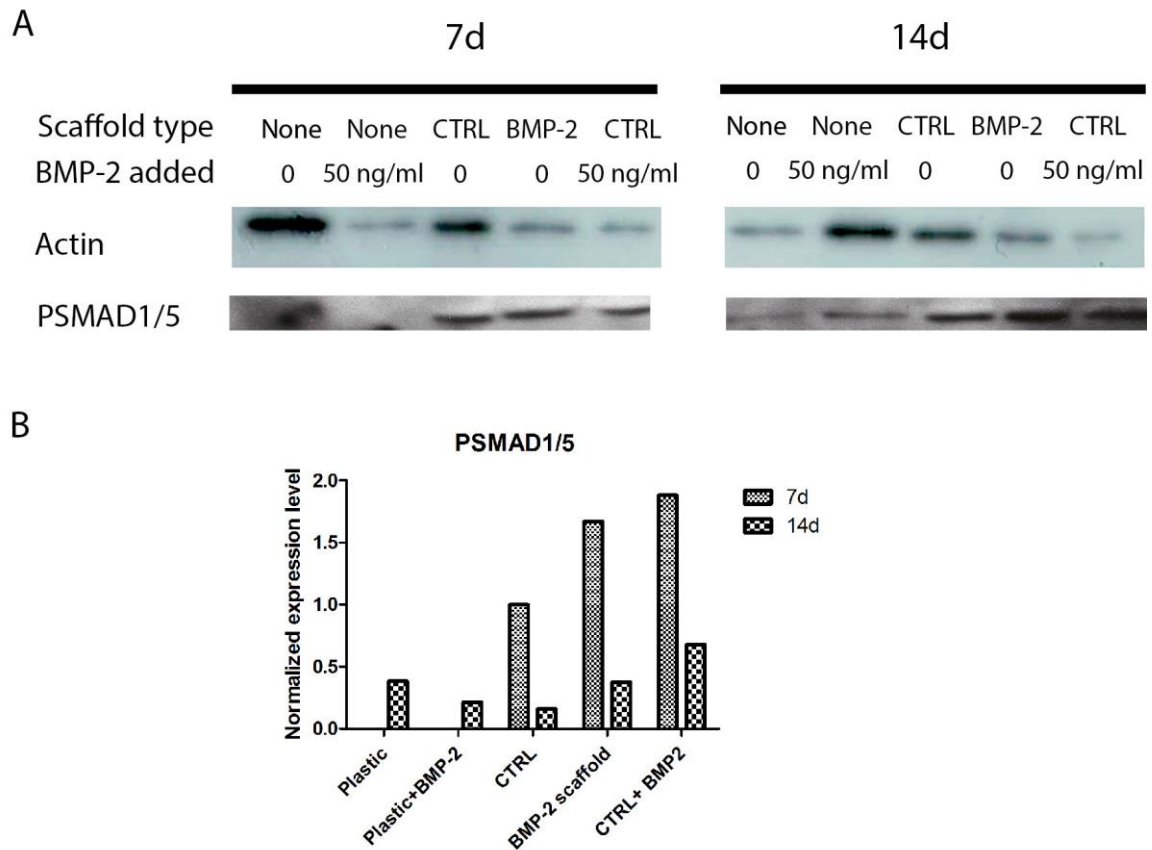 A
7d 14d
Scaffold type None None CTRL BMP-2 CTRL None None CTRL BMP-2 CTRL
BMP-2 added 0 50 ng/ml 0 0 50 ng/ml 0 50 ng/ml 0 0 50 ng/ml
Actin
PSMAD1/5
B
PSMAD1/5
Normalized expression level
2.0
1.5
1.0
0.5
0.0
7d
14d
Plastic
Plastic+BMP-2
CTRL
BMP-2 scaffold
CTRL+ BMP2